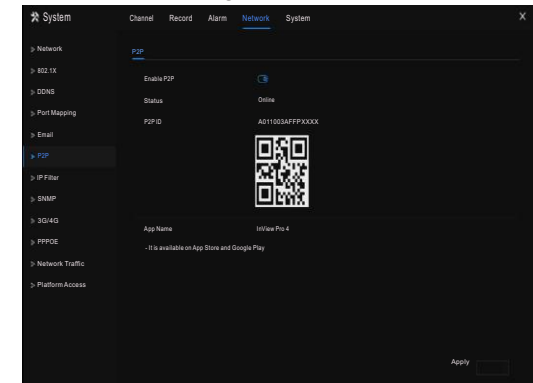 System
Channel Record Alarm Network System X
Network
802.1X
DDNS
Port Mapping
Email
P2P
IP Filter
SNMP
3G/4G
PPPOE
Network Traffic
Platform Access
P2P
Enable P2P
Status Online
P2P ID A011003AFFPXXXX
App Name InView Pro 4
- It is available on App Store and Google Play
Apply